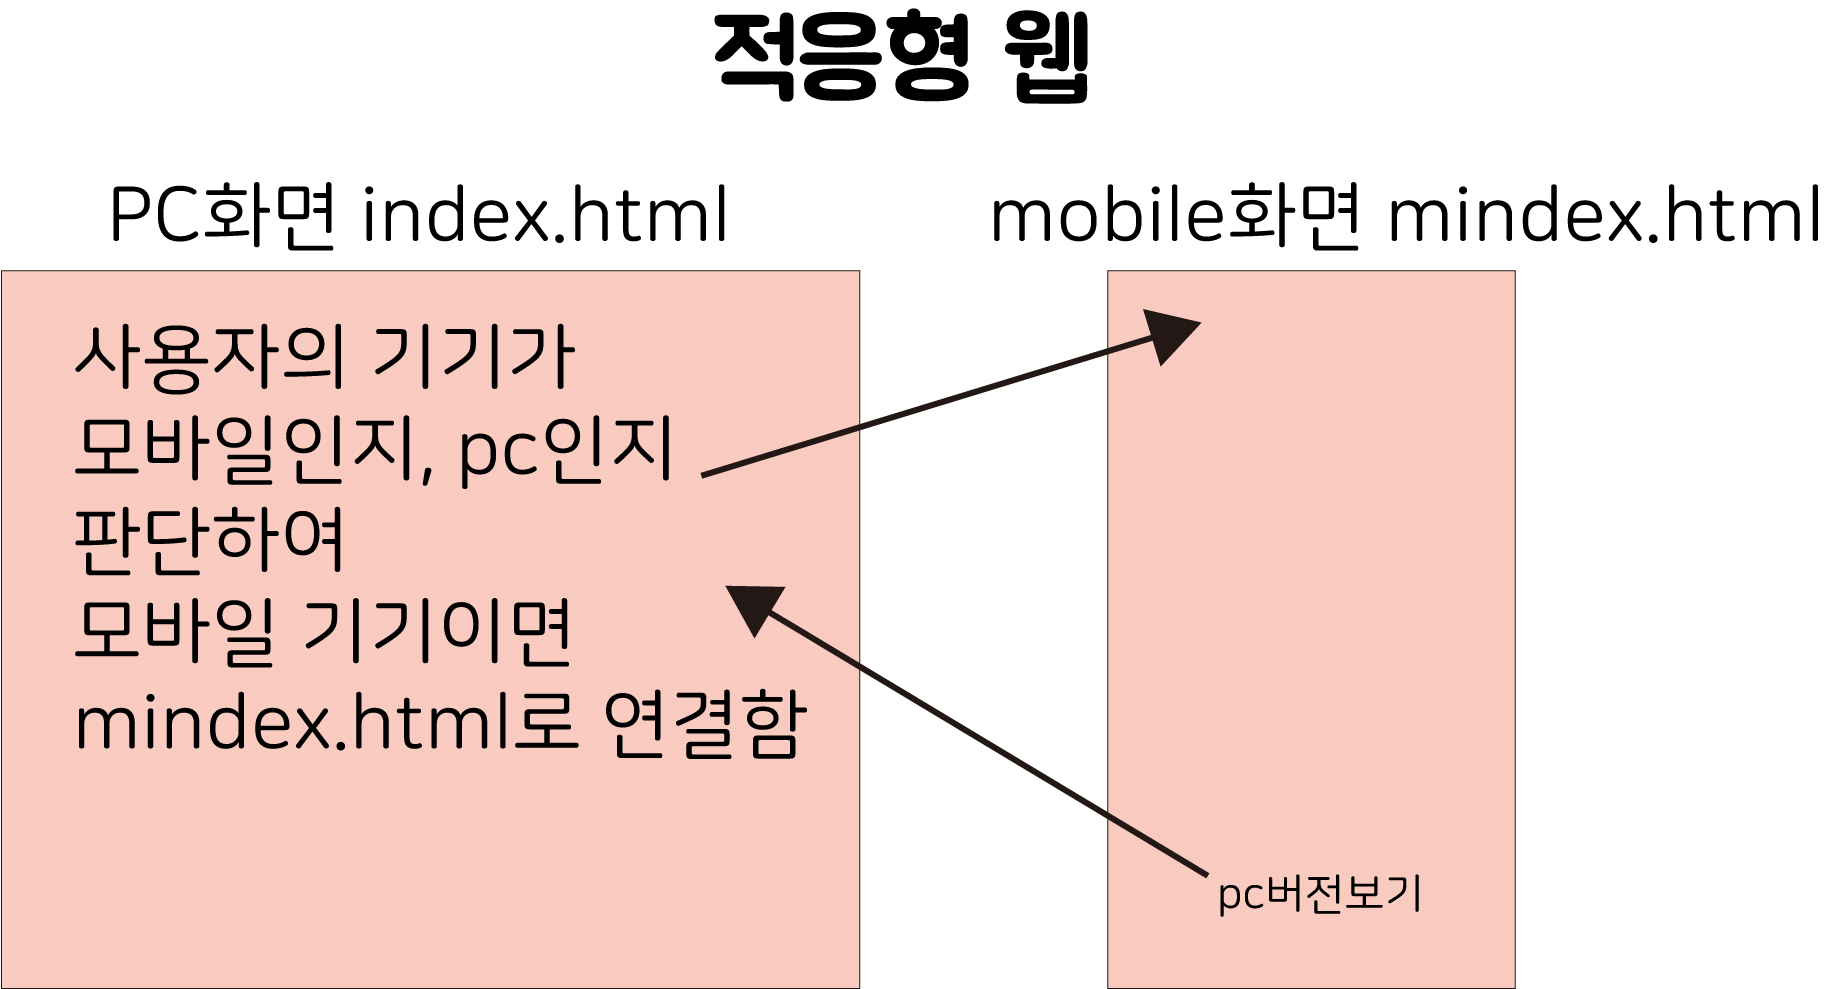 적응형 웹
PC화면 index.html
mobile화면 mindex.html
사용자의 기기가
모바일인지, pc인지
판단하여
모바일 기기이면
mindex.html로 연결함
pc버전보기